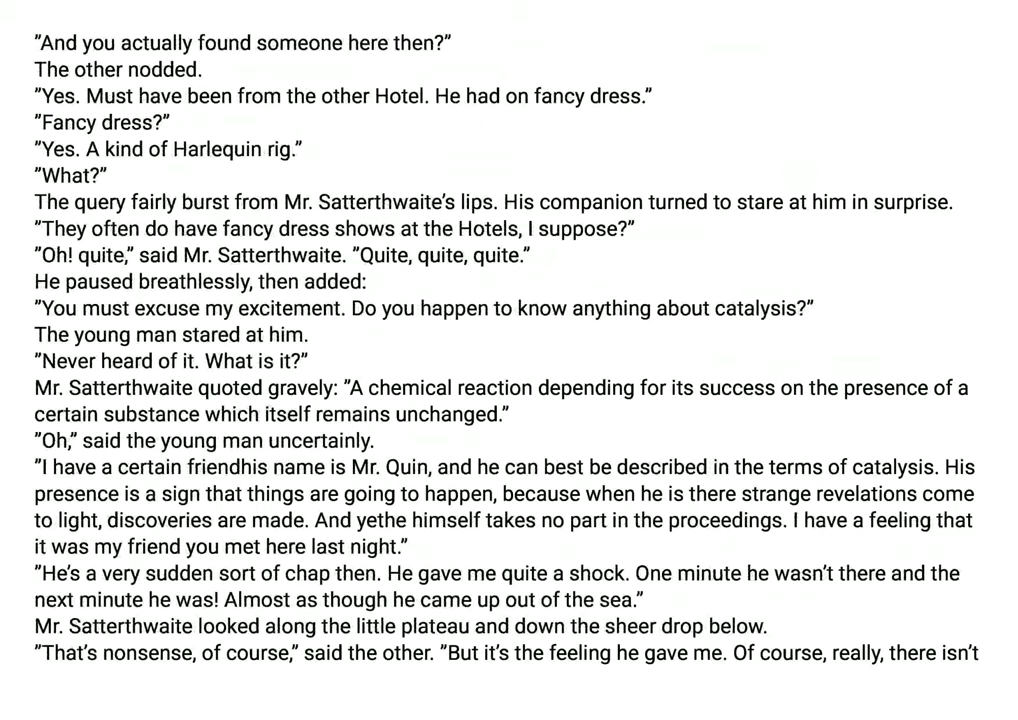 ”And you actually found someone here then?”
The other nodded.
”Yes. Must have been from the other Hotel. He had on fancy dress.”
”Fancy dress?”
”Yes. A kind of Harlequin rig.”
”What?”
The query fairly burst from Mr. Satterthwaite’s lips. His companion turned to stare at him in surprise.
”They often do have fancy dress shows at the Hotels, I suppose?”
”Oh! quite,” said Mr. Satterthwaite. ”Quite, quite, quite.”
He paused breathlessly, then added:
”You must excuse my excitement. Do you happen to know anything about catalysis?”
The young man stared at him.
”Never heard of it. What is it?”
Mr. Satterthwaite quoted gravely: ”A chemical reaction depending for its success on the presence of a
certain substance which itself remains unchanged.”
”Oh,” said the young man uncertainly.
”I have a certain friendhis name is Mr. Quin, and he can best be described in the terms of catalysis. His
presence is a sign that things are going to happen, because when he is there strange revelations come
to light, discoveries are made. And yethe himself takes no part in the proceedings. I have a feeling that
it was my friend you met here last night.”
”He’s a very sudden sort of chap then. He gave me quite a shock. One minute he wasn’t there and the
next minute he was! Almost as though he came up out of the sea.”
Mr. Satterthwaite looked along the little plateau and down the sheer drop below.
”That’s nonsense, of course,” said the other. ”But it’s the feeling he gave me. Of course, really, there isn’t